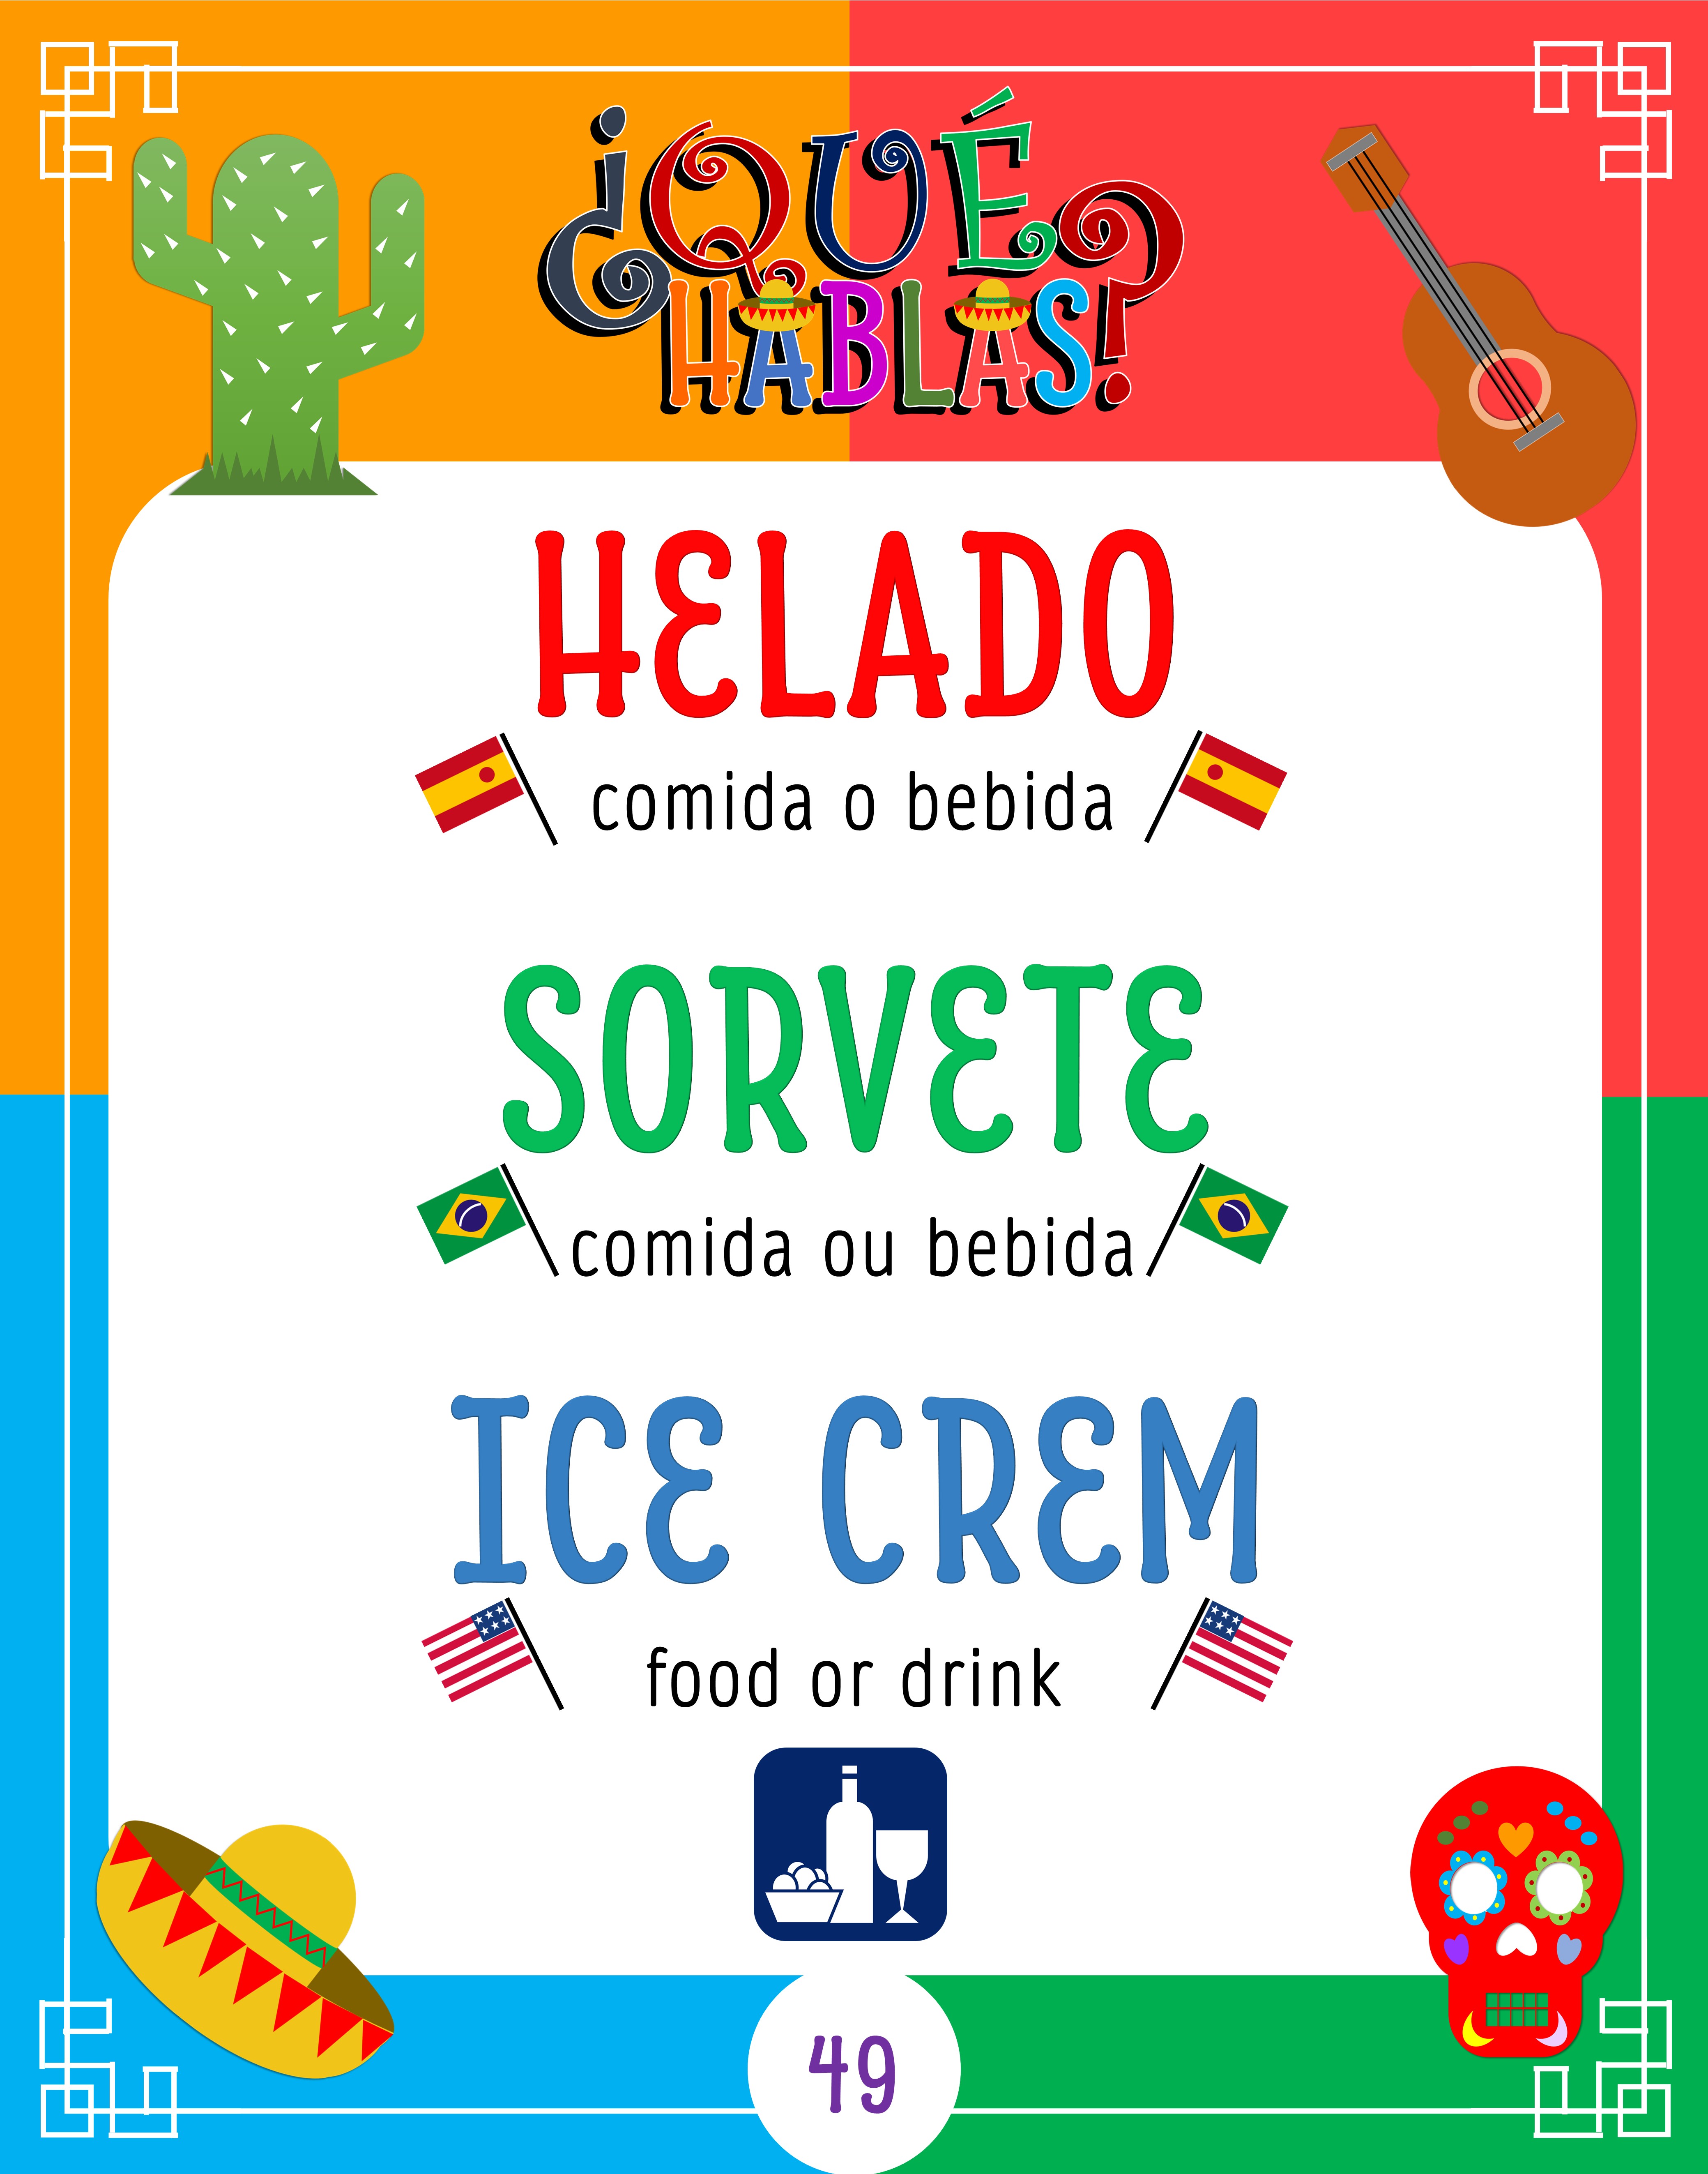 ¿QUÉ
HABLAS?
HELADO
comida o bebida
SORVETE
comida ou bebida
ICE CREM
food or drink
49